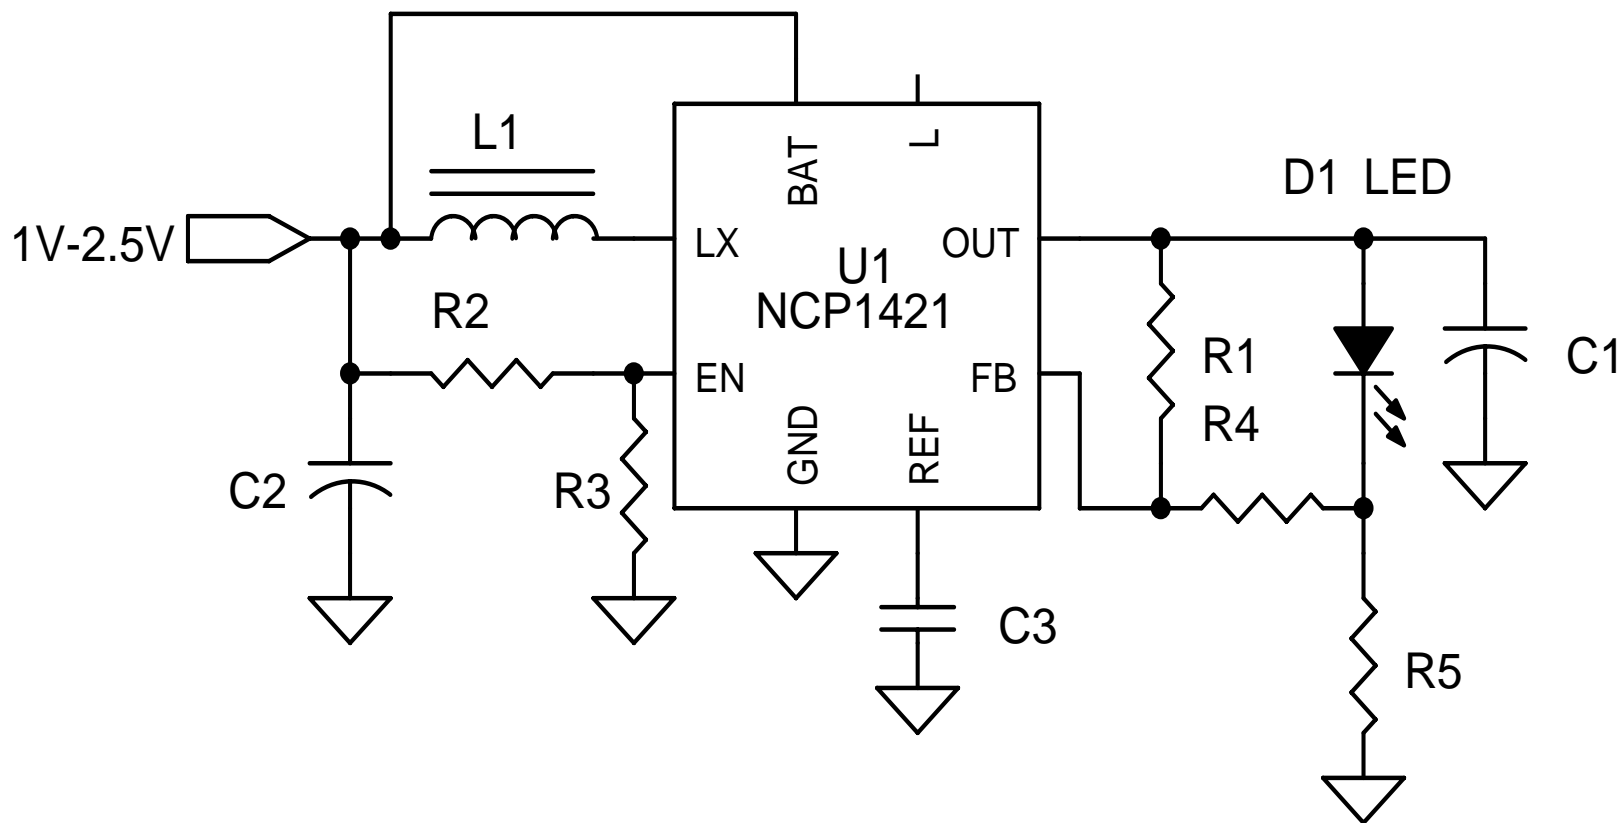 L1
BAT
L
D1 LED
1V-2.5V
LX
OUT
U1
NCP1421
R2
R1
C1
EN
FB
R4
GND
REF
C2
R3
C3
R5